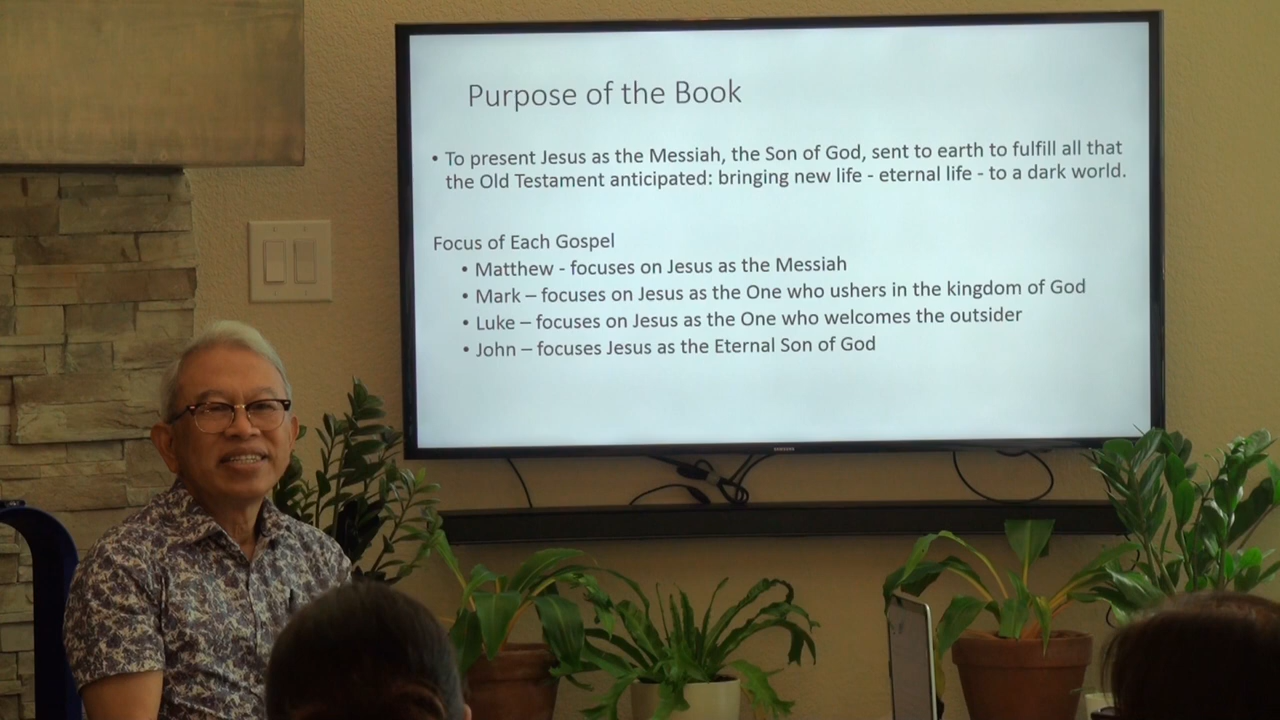 Purpose of the Book
• To present Jesus as the Messiah, the Son of God, sent to earth to fulfill all that
the Old Testament anticipated: bringing new life - eternal life - to a dark world.
Focus of Each Gospel
• Matthew - focuses on Jesus as the Messiah
• Mark – focuses on Jesus as the One who ushers in the kingdom of God
• Luke – focuses on Jesus as the One who welcomes the outsider
• John – focuses Jesus as the Eternal Son of God
SAMSUNG